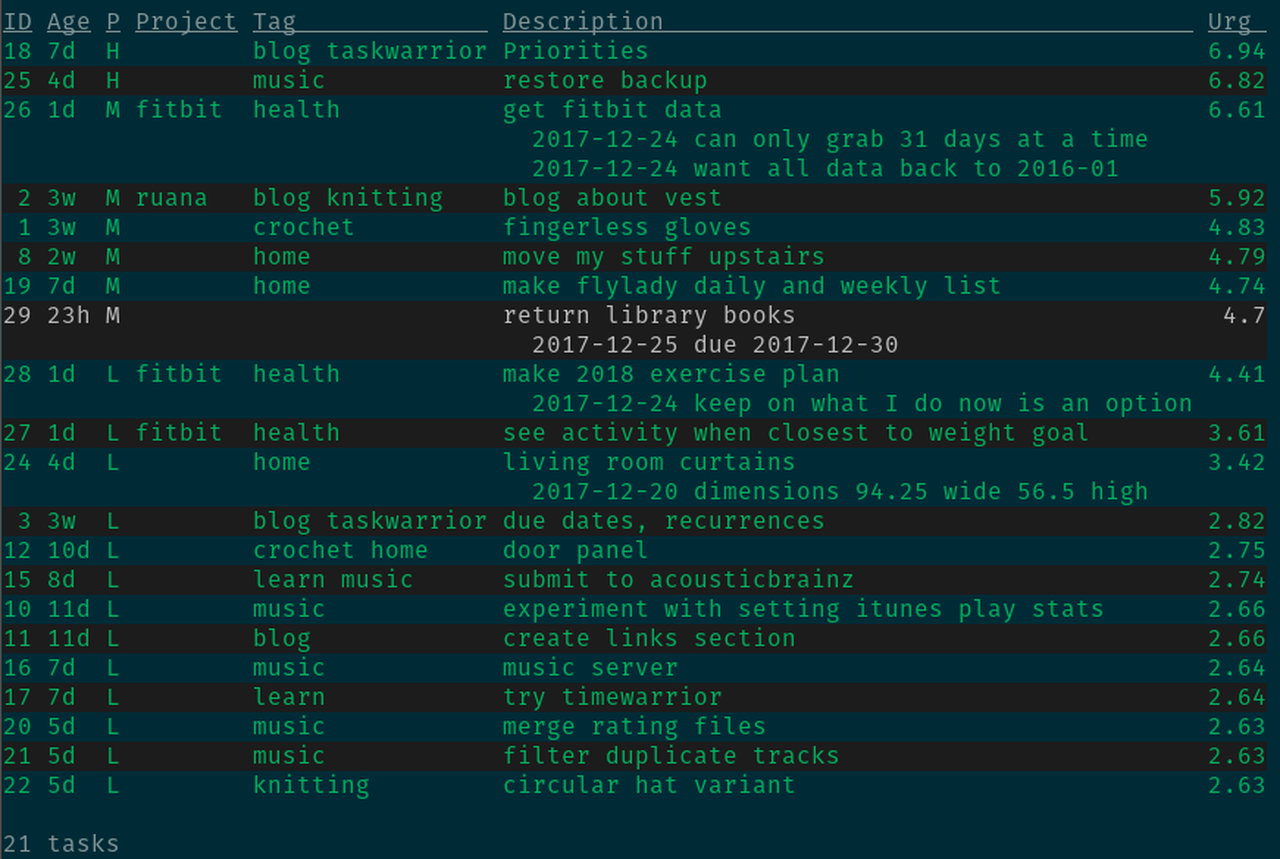 ID Age P Project Tag Description Urg
18 7d H blog taskwarrior Priorities 6.94
25 4d H music restore backup 6.82
26 1d M fitbit health get fitbit data 6.61
2017-12-24 can only grab 31 days at a time
2017-12-24 want all data back to 2016-01
2 3w M ruana blog knitting blog about vest 5.92
1 3w M crochet fingerless gloves 4.83
8 2w M home move my stuff upstairs 4.79
19 7d M home make flylady daily and weekly list 4.74
29 23h M return library books 4.7
2017-12-25 due 2017-12-30
28 1d L fitbit health make 2018 exercise plan 4.41
2017-12-24 keep on what I do now is an option
27 1d L fitbit health see activity when closest to weight goal 3.61
24 4d L home living room curtains 3.42
2017-12-20 dimensions 94.25 wide 56.5 high
3 3w L blog taskwarrior due dates, recurrences 2.82
12 10d L crochet home door panel 2.75
15 8d L learn music submit to acousticbrainz 2.74
10 11d L music experiment with setting itunes play stats 2.66
11 11d L blog create links section 2.66
16 7d L music music server 2.64
17 7d L learn try timewarrior 2.64
20 5d L music merge rating files 2.63
21 5d L music filter duplicate tracks 2.63
22 5d L knitting circular hat variant 2.63
21 tasks